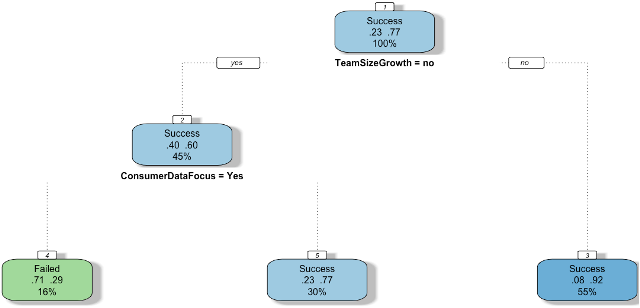 1
Success
.23 .77
100%
yes
TeamSizeGrowth = no
no
2
Success
.40 .60
45%
ConsumerDataFocus = Yes
4
Failed
.71 .29
16%
5
Success
.23 .77
30%
3
Success
.08 .92
55%